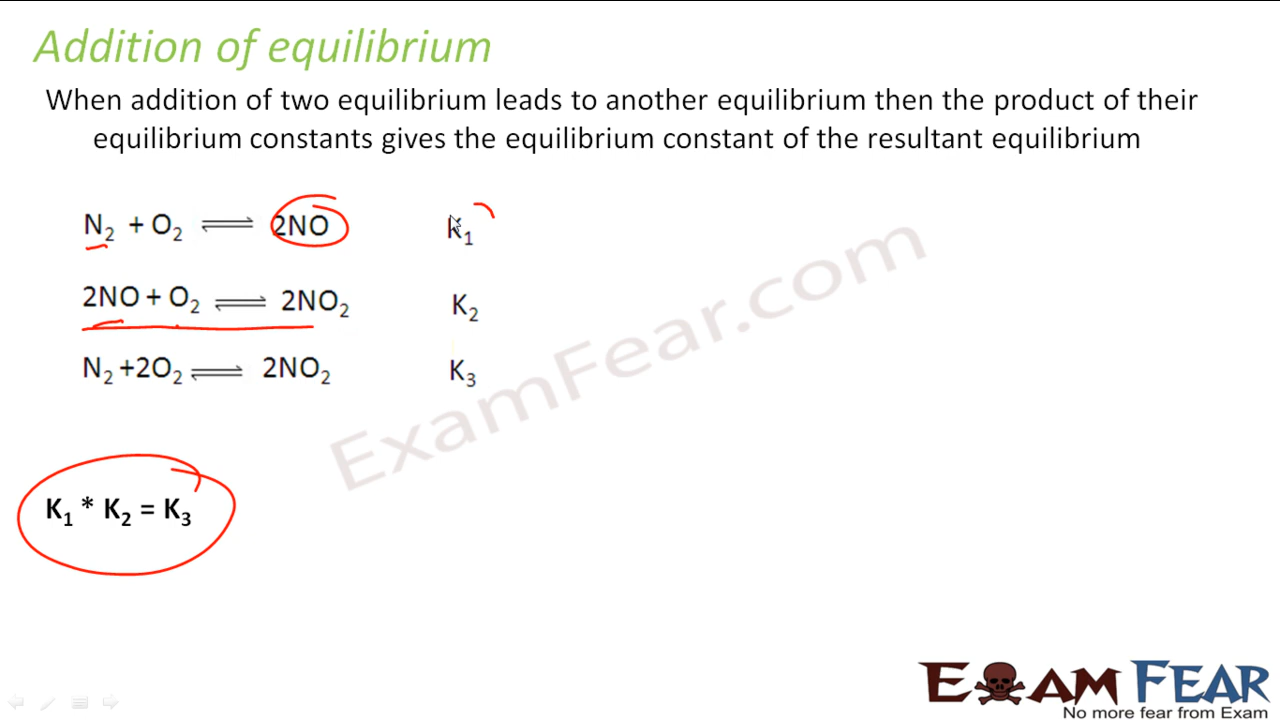 Addition of equilibrium
When addition of two equilibrium leads to another equilibrium then the product of their
equilibrium constants gives the equilibrium constant of the resultant equilibrium
N₂ + O₂ ⇌ 2NO K₁
2NO + O₂ ⇌ 2NO₂ K₂
N₂ +2O₂ ⇌ 2NO₂ K₃
ExamFear.com
K₁ * K₂ = K₃
EXAM FEAR
No more fear from Exam